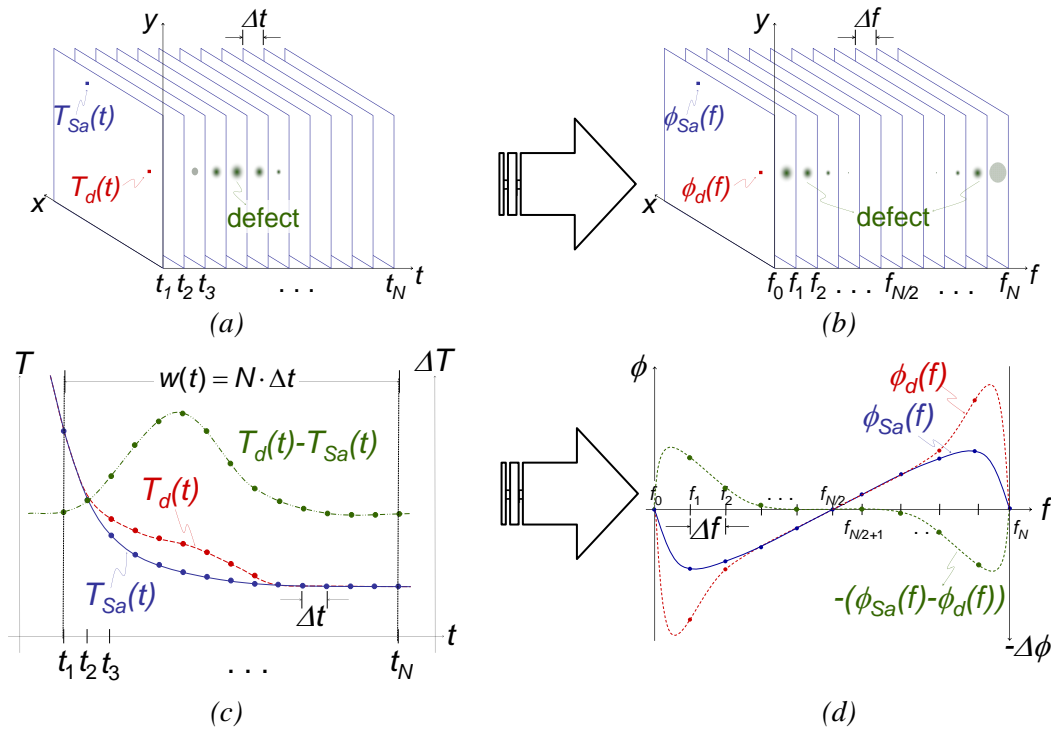 y
Δt
T_Sa(t)
T_d(t)
defect
x
t
t_1 t_2 t_3 . . . t_N
(a)
y
Δf
ϕ_Sa(f)
ϕ_d(f)
defect
x
f
f_0 f_1 f_2 . . . f_N/2 . . . f_N
(b)
T
ΔT
w(t) = N · Δt
T_d(t)-T_Sa(t)
T_d(t)
T_Sa(t)
Δt
t
t_1 t_2 t_3 . . . t_N
(c)
ϕ
ϕ_d(f)
ϕ_Sa(f)
f_0 f_1 f_2 . . . f_N/2
f
Δf
f_N/2+1 . . . f_N
-(ϕ_Sa(f)-ϕ_d(f))
-Δϕ
(d)